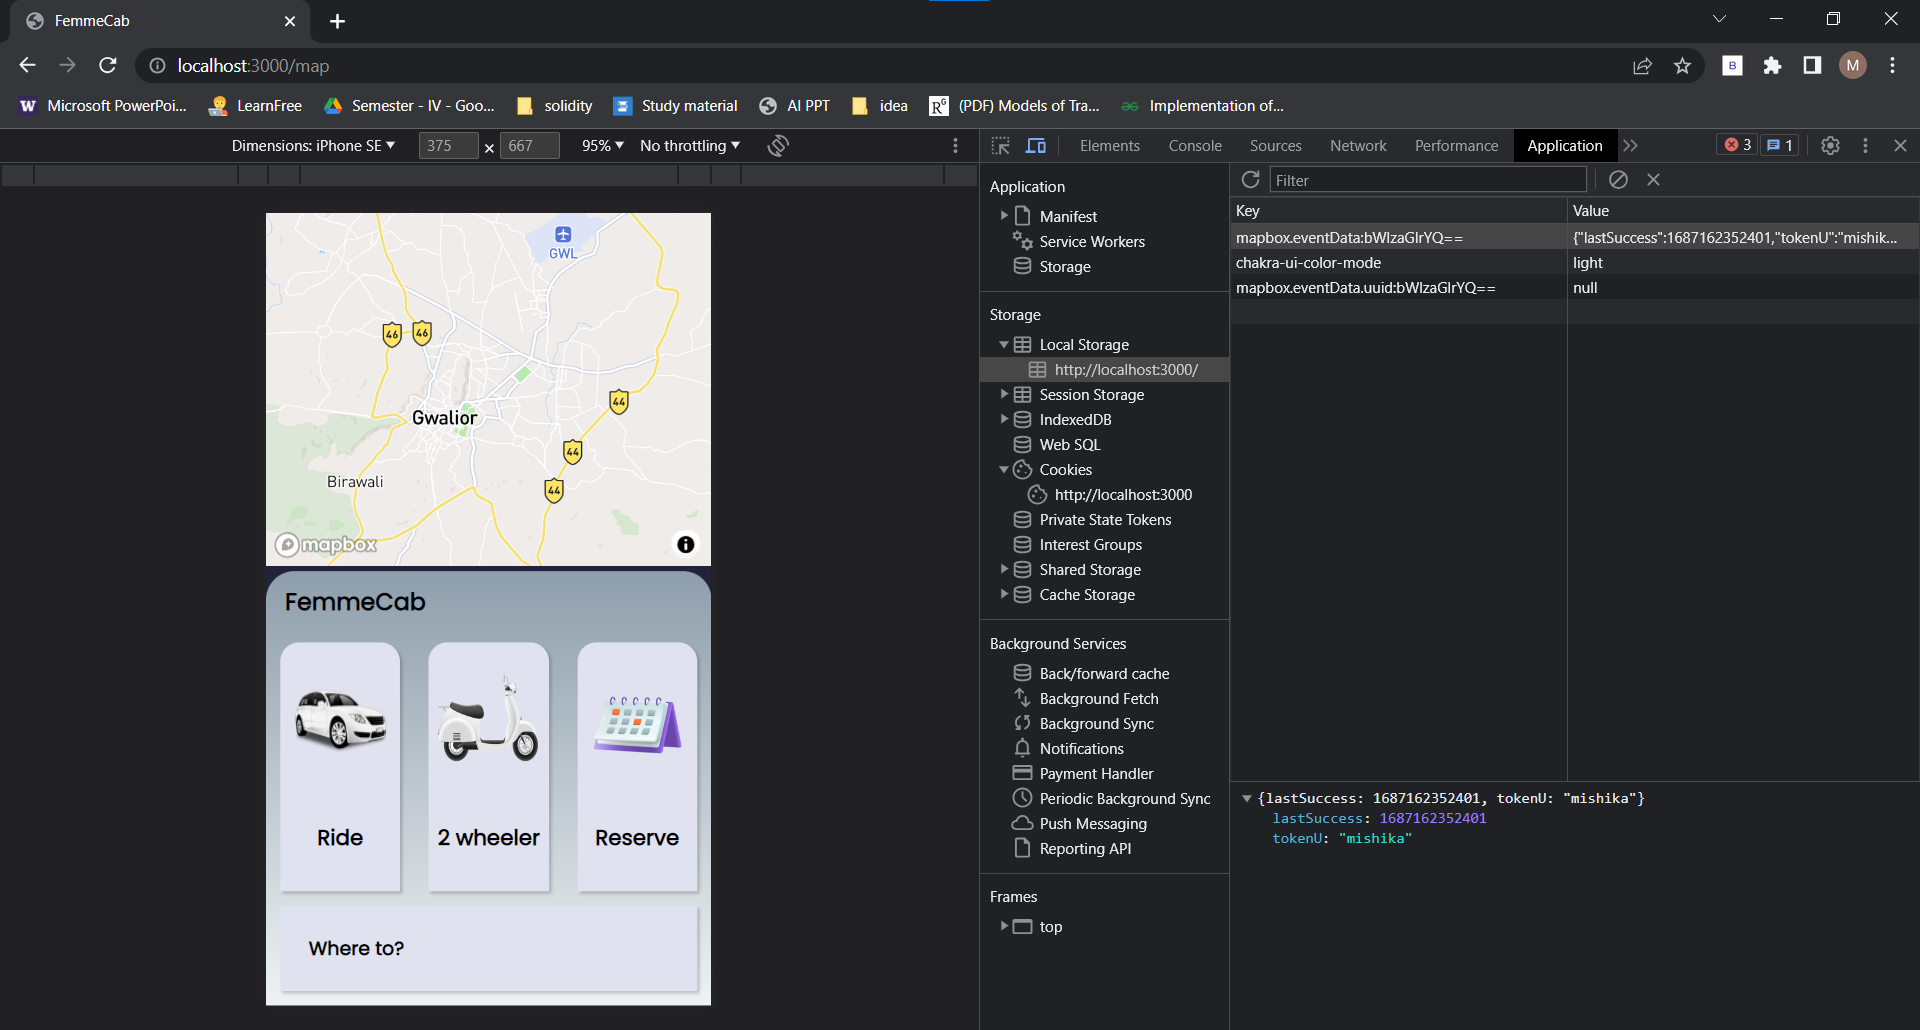 FemmeCab
localhost:3000/map
Microsoft PowerPoi...
LearnFree
Semester - IV - Goo...
solidity
Study material
AI PPT
idea
(PDF) Models of Tra...
Implementation of...
Dimensions: iPhone SE
375 × 667
95%
No throttling
Elements
Console
Sources
Network
Performance
Application
3
1
GWL
46
46
44
Gwalior
44
Birawali
44
mapbox
FemmeCab
Ride
2 wheeler
Reserve
Where to?
Application
Manifest
Service Workers
Storage
Storage
Local Storage
http://localhost:3000/
Session Storage
IndexedDB
Web SQL
Cookies
http://localhost:3000
Private State Tokens
Interest Groups
Shared Storage
Cache Storage
Background Services
Back/forward cache
Background Fetch
Background Sync
Notifications
Payment Handler
Periodic Background Sync
Push Messaging
Reporting API
Frames
top
Filter
Key Value
mapbox.eventData:bWlzaGlrYQ== {"lastSuccess":1687162352401,"tokenU":"mishik...
chakra-ui-color-mode light
mapbox.eventData.uuid:bWlzaGlrYQ== null
{lastSuccess: 1687162352401, tokenU: "mishika"}
lastSuccess: 1687162352401
tokenU: "mishika"
W
B
M
RG